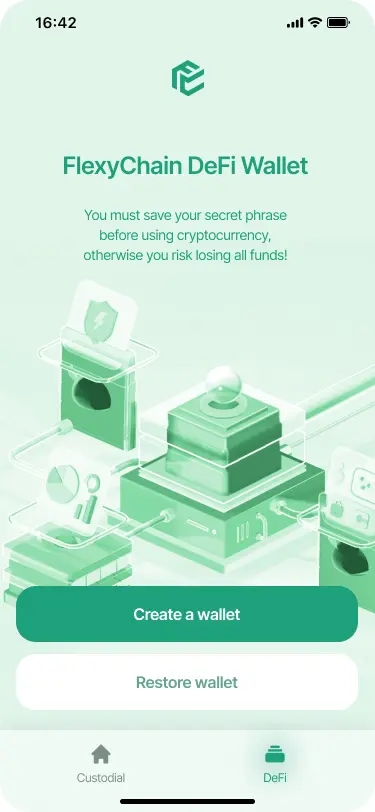 16:42
FlexyChain DeFi Wallet
You must save your secret phrase
before using cryptocurrency,
otherwise you risk losing all funds!
Create a wallet
Restore wallet
Custodial
DeFi